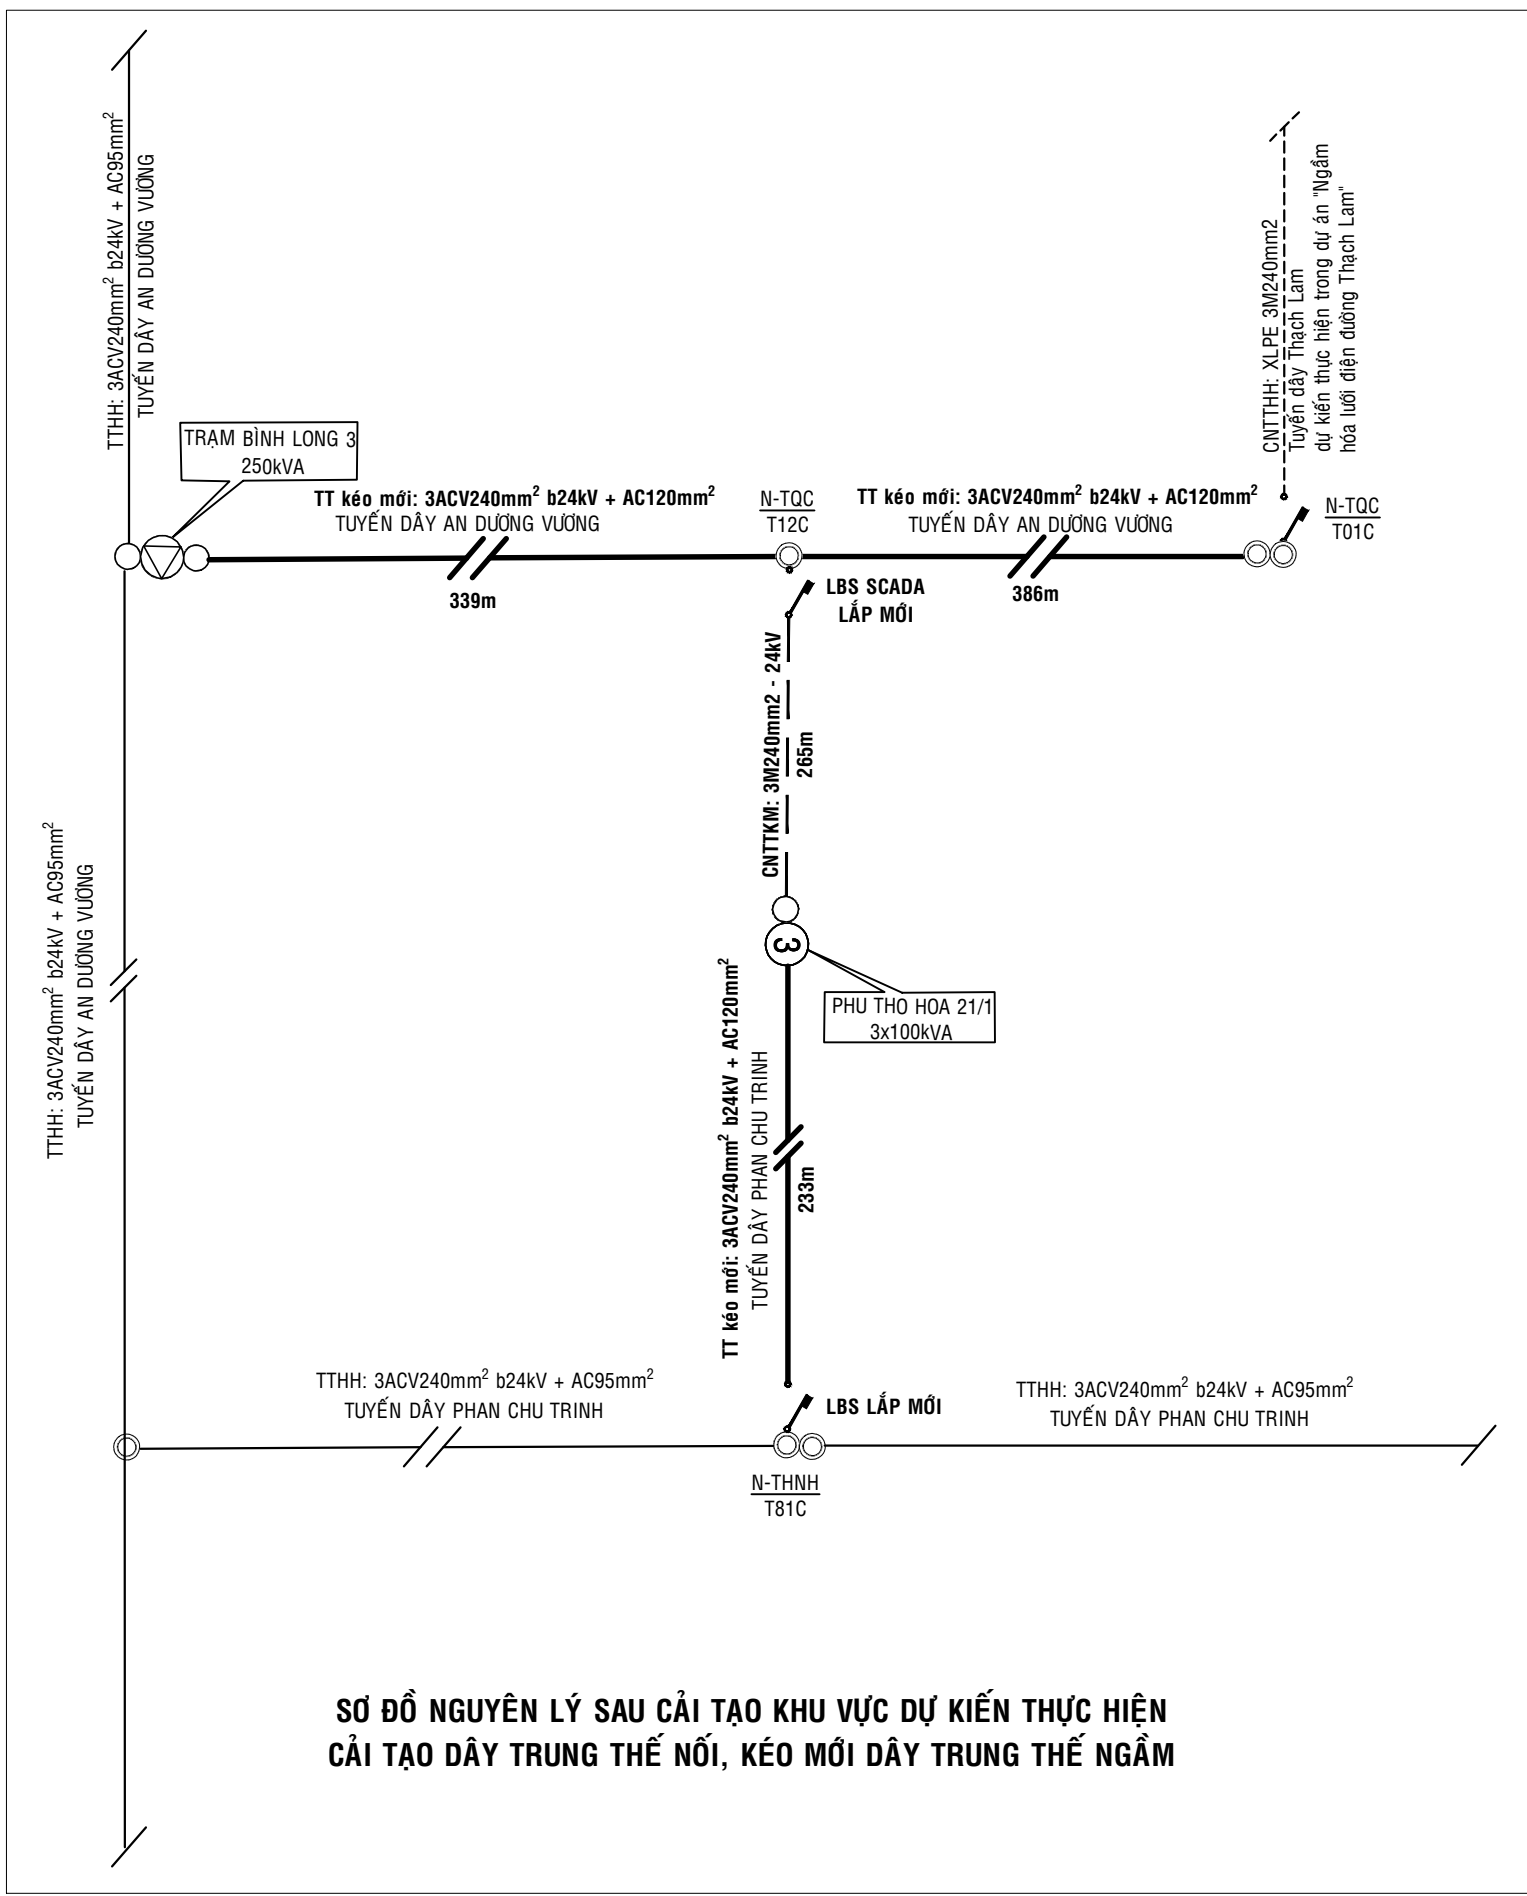 TTHH: 3ACV240mm² b24kV + AC95mm²
TUYẾN DÂY AN DƯƠNG VƯƠNG
CNTTHH: XLPE 3M240mm2
Tuyến dây Thạch Lam
dự kiến thực hiện trong dự án "Ngầm
hóa lưới điện đường Thạch Lam"
TRẠM BÌNH LONG 3
250kVA
TT kéo mới: 3ACV240mm² b24kV + AC120mm²
TUYẾN DÂY AN DƯƠNG VƯƠNG
339m
N-TQC
T12C
TT kéo mới: 3ACV240mm² b24kV + AC120mm²
TUYẾN DÂY AN DƯƠNG VƯƠNG
386m
N-TQC
T01C
LBS SCADA
LẮP MỚI
CNTTKM: 3M240mm2 - 24kV
265m
TTHH: 3ACV240mm² b24kV + AC95mm²
TUYẾN DÂY AN DƯƠNG VƯƠNG
3
PHU THO HOA 21/1
3x100kVA
TT kéo mới: 3ACV240mm² b24kV + AC120mm²
TUYẾN DÂY PHAN CHU TRINH
233m
TTHH: 3ACV240mm² b24kV + AC95mm²
TUYẾN DÂY PHAN CHU TRINH
LBS LẮP MỚI
TTHH: 3ACV240mm² b24kV + AC95mm²
TUYẾN DÂY PHAN CHU TRINH
N-THNH
T81C
SƠ ĐỒ NGUYÊN LÝ SAU CẢI TẠO KHU VỰC DỰ KIẾN THỰC HIỆN
CẢI TẠO DÂY TRUNG THẾ NỐI, KÉO MỚI DÂY TRUNG THẾ NGẦM